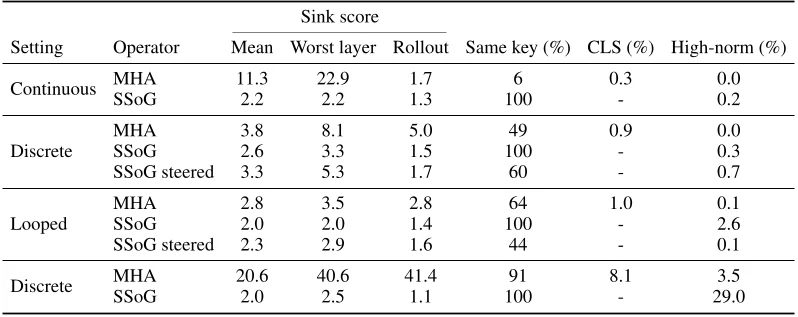 Sink score
Setting Operator Mean Worst layer Rollout Same key (%) CLS (%) High-norm (%)
Continuous MHA 11.3 22.9 1.7 6 0.3 0.0
SSoG 2.2 2.2 1.3 100 - 0.2
Discrete MHA 3.8 8.1 5.0 49 0.9 0.0
SSoG 2.6 3.3 1.5 100 - 0.3
SSoG steered 3.3 5.3 1.7 60 - 0.7
Looped MHA 2.8 3.5 2.8 64 1.0 0.1
SSoG 2.0 2.0 1.4 100 - 2.6
SSoG steered 2.3 2.9 1.6 44 - 0.1
Discrete MHA 20.6 40.6 41.4 91 8.1 3.5
SSoG 2.0 2.5 1.1 100 - 29.0